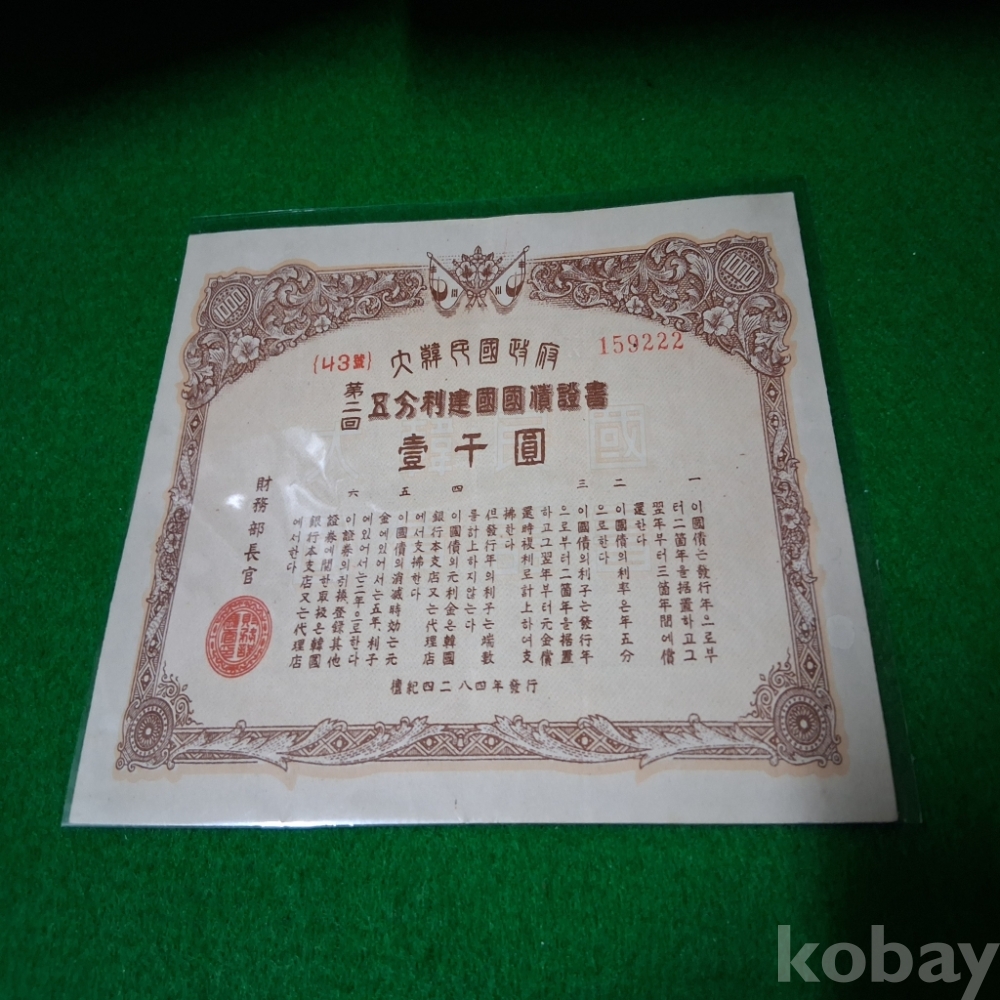 1000
1000
(43號)
大韓民國政府
159222
第二回
五分利建國國債證書
壹千圓
一
이國債는發行年으로부
터二箇年을据置하고그
翌年부터三箇年間에償
還한다
二
이國債의利率은年五分
으로한다
三
이國債의利子는發行年
으로부터二箇年을据置
하고그翌年부터元金償
還時複利로計上하여支
拂한다
但發行年의利子는端數
를計上하지않는다
四
이國債의元利金은韓國
銀行本支店又는代理店
에서支拂한다
五
이國債의消滅時効는元
金에있어서는五年、利子
에있어서는二年으로한다
六
이證券의引換登錄其他
證券에關한取扱은韓國
銀行本支店又는代理店
에서한다
財務部長官
檀紀四二八四年發行
kobay